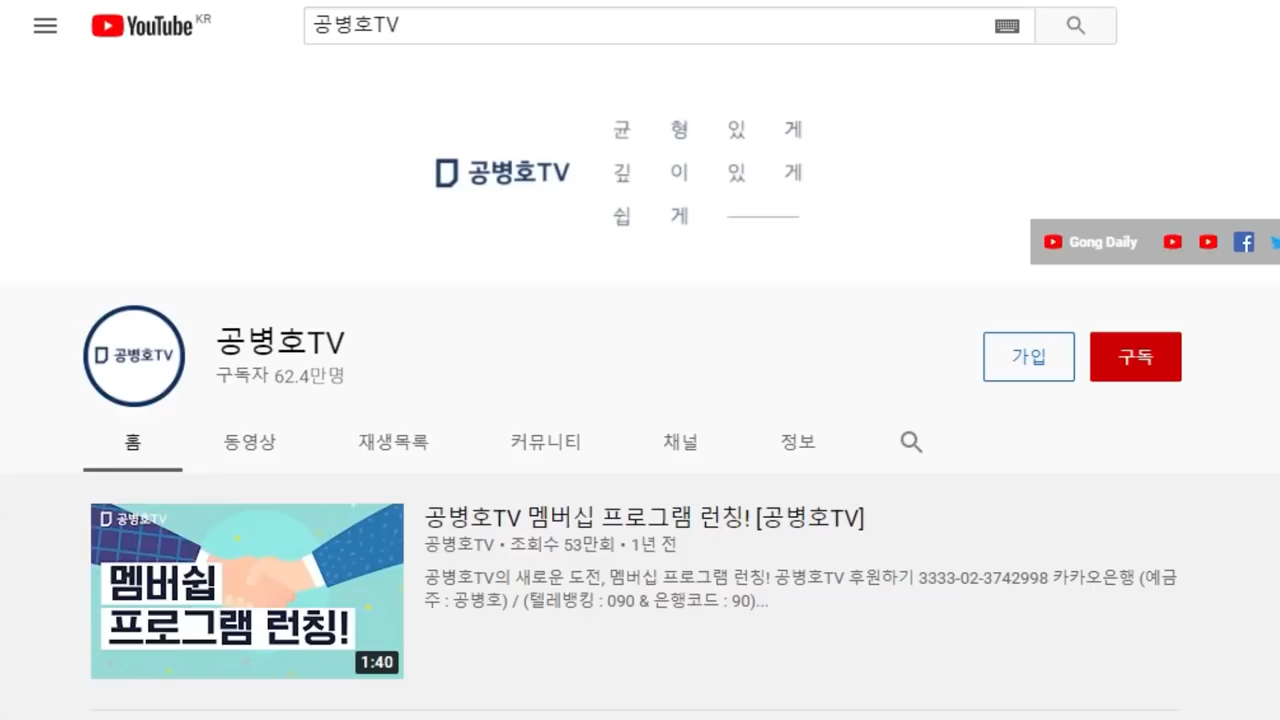 YouTube KR
공병호TV
균 형 있 게
공병호TV
깊 이 있 게
쉽 게
Gong Daily
공병호TV
공병호TV
구독자 62.4만명
가입
구독
홈
동영상
재생목록
커뮤니티
채널
정보
공병호TV
멤버쉽
프로그램 런칭!
1:40
공병호TV 멤버십 프로그램 런칭! [공병호TV]
공병호TV • 조회수 53만회 • 1년 전
공병호TV의 새로운 도전, 멤버십 프로그램 런칭! 공병호TV 후원하기 3333-02-3742998 카카오은행 (예금
주 : 공병호) / (텔레뱅킹 : 090 & 은행코드 : 90)...